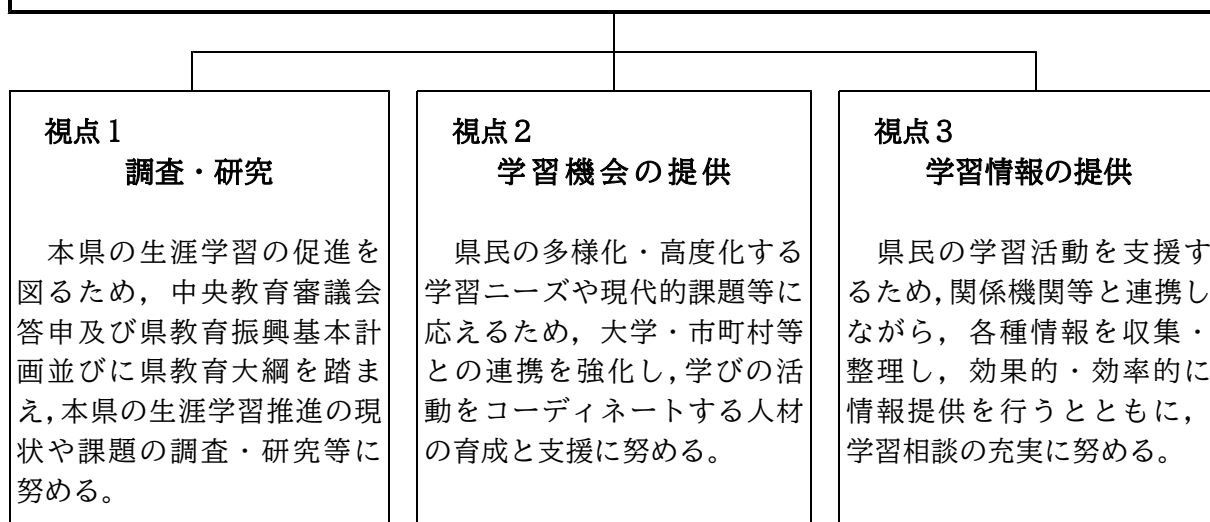 視点1
調査・研究
本県の生涯学習の促進を
図るため，中央教育審議会
答申及び県教育振興基本計
画並びに県教育大綱を踏ま
え，本県の生涯学習推進の現
状や課題の調査・研究等に
努める。
視点2
学習機会の提供
県民の多様化・高度化する
学習ニーズや現代的課題等に
応えるため，大学・市町村等
との連携を強化し，学びの活
動をコーディネートする人材
の育成と支援に努める。
視点3
学習情報の提供
県民の学習活動を支援す
るため，関係機関等と連携し
ながら，各種情報を収集・
整理し，効果的・効率的に
情報提供を行うとともに，
学習相談の充実に努める。